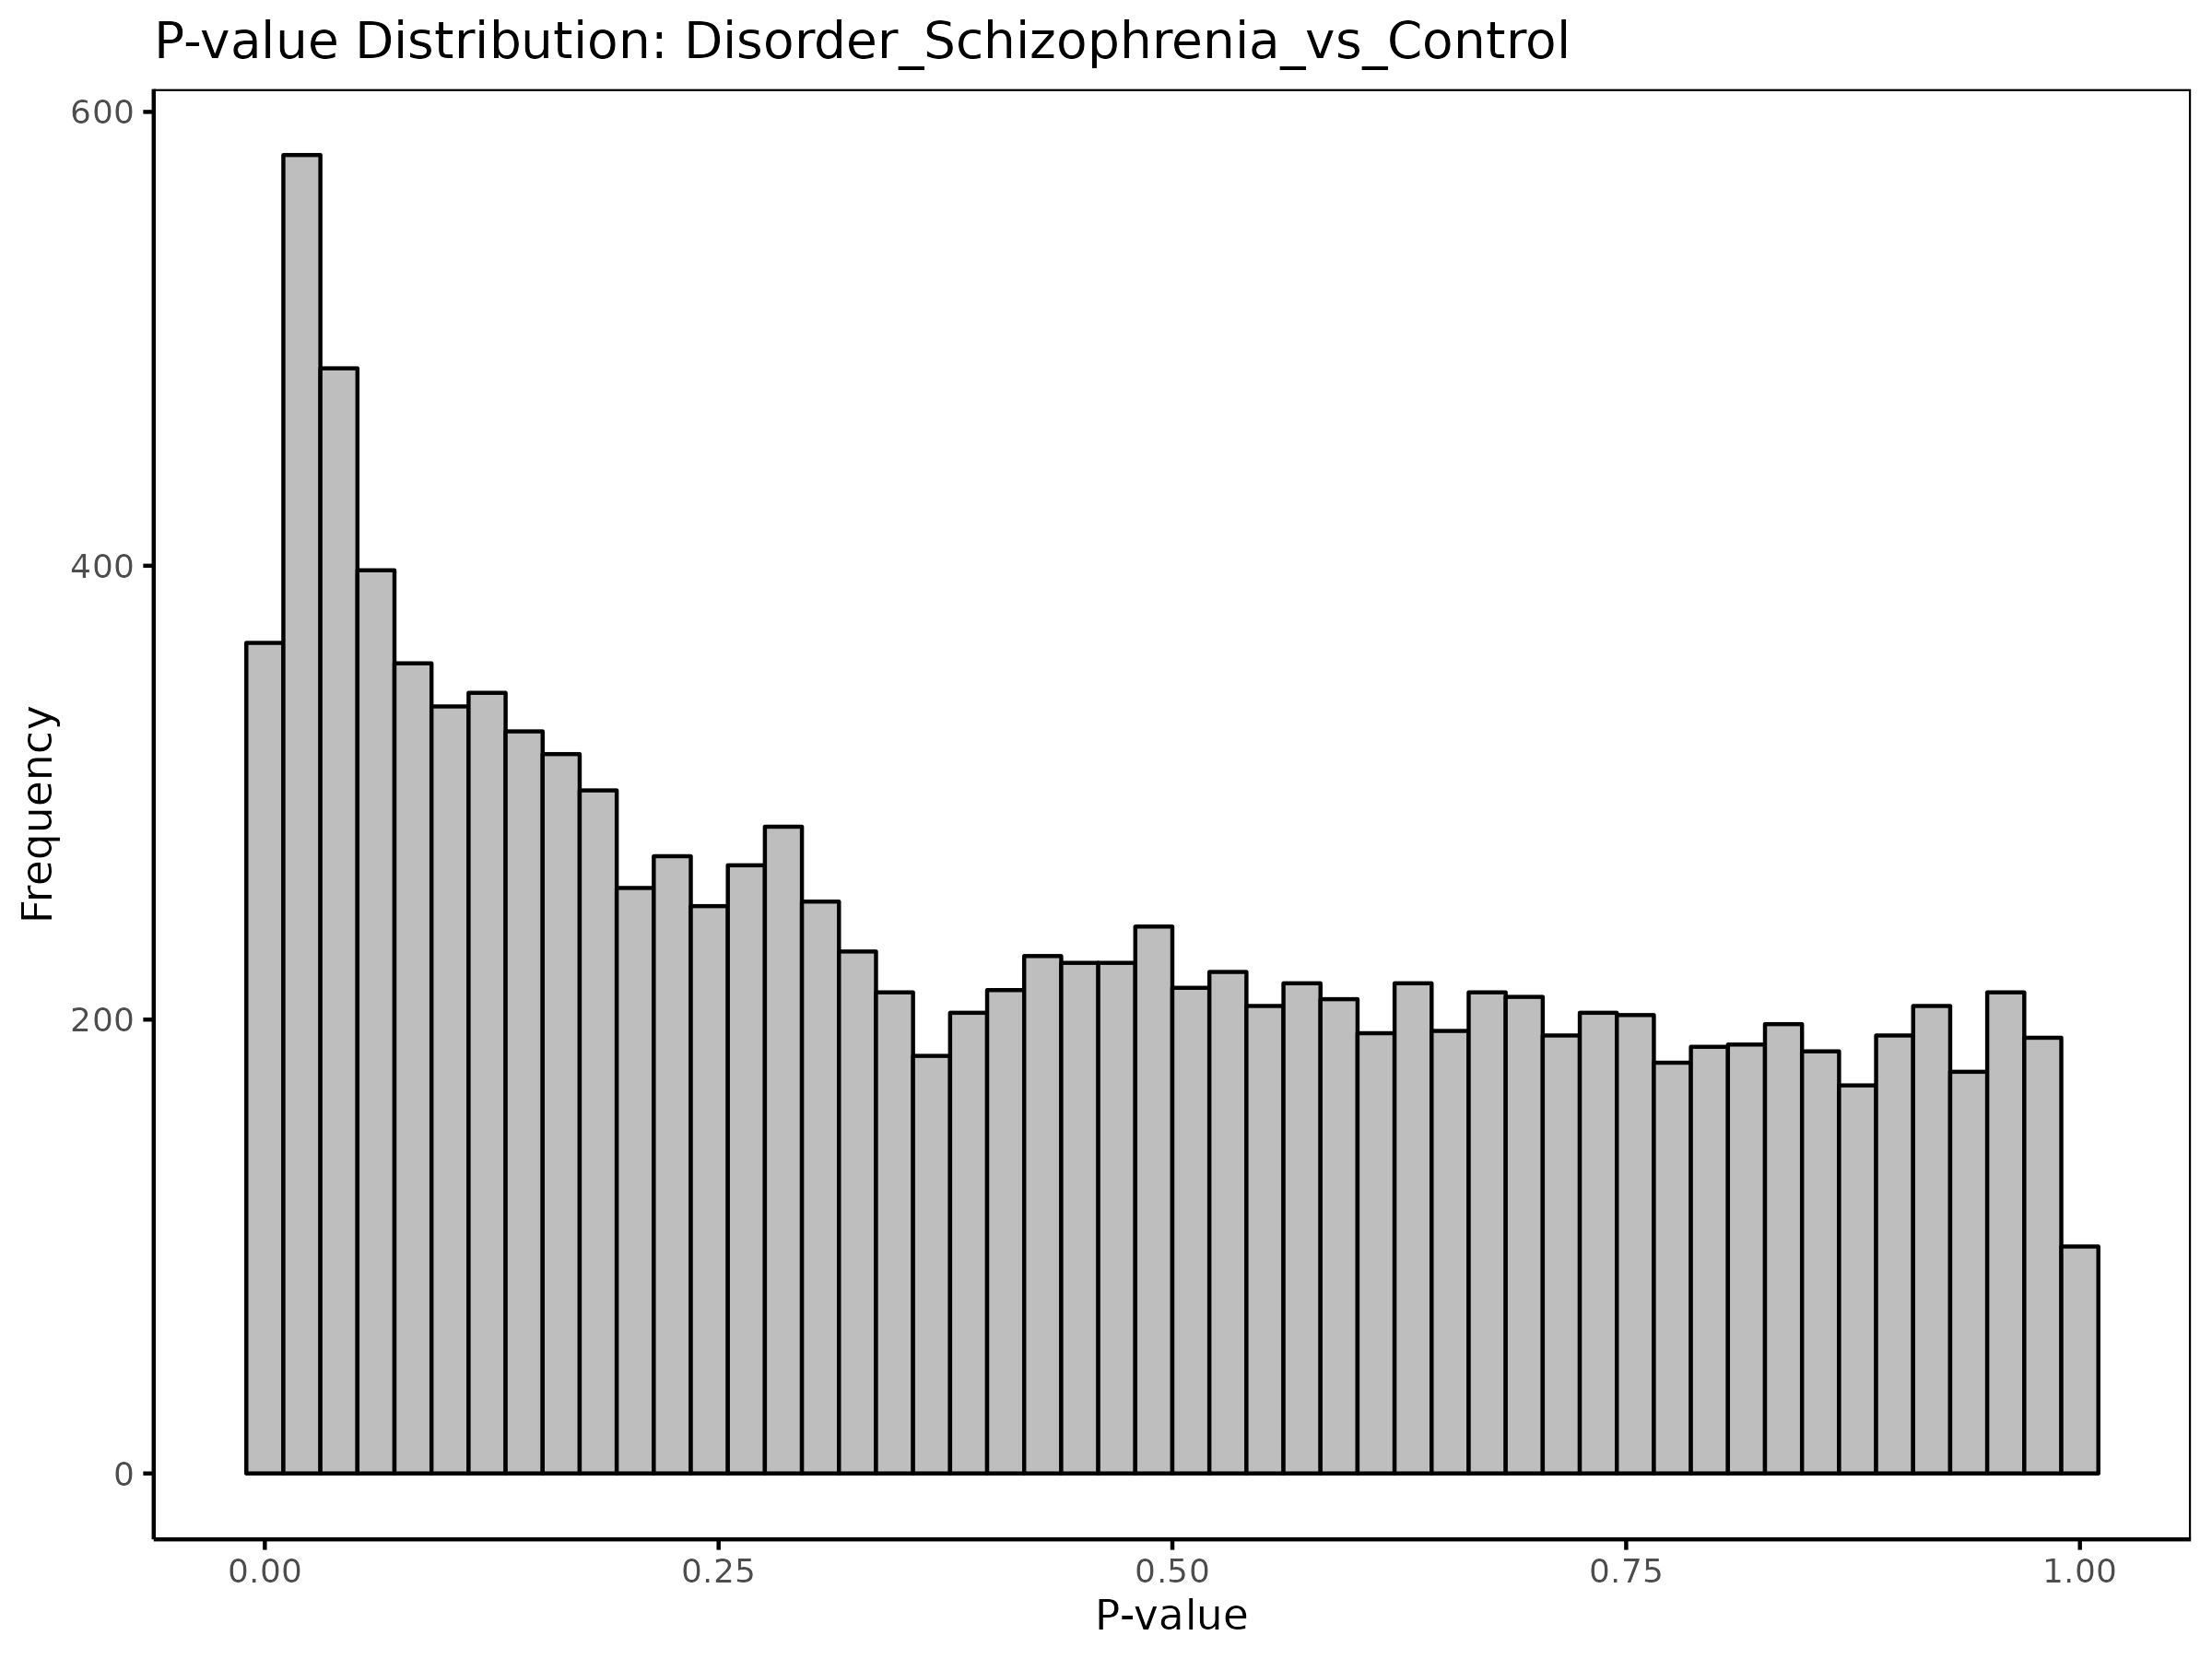 P-value Distribution: Disorder_Schizophrenia_vs_Control
600
400
200
0
Frequency
0.00 0.25 0.50 0.75 1.00
P-value